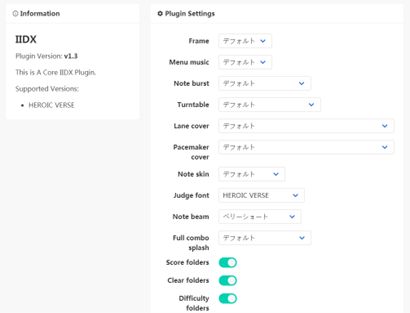 Information
IIDX
Plugin Version: v1.3
This is A Core IIDX Plugin.
Supported Versions:
HEROIC VERSE
Plugin Settings
Frame デフォルト
Menu music デフォルト
Note burst デフォルト
Turntable デフォルト
Lane cover デフォルト
Pacemaker
cover デフォルト
Note skin デフォルト
Judge font HEROIC VERSE
Note beam ベリーショート
Full combo
splash デフォルト
Score folders
Clear folders
Difficulty
folders